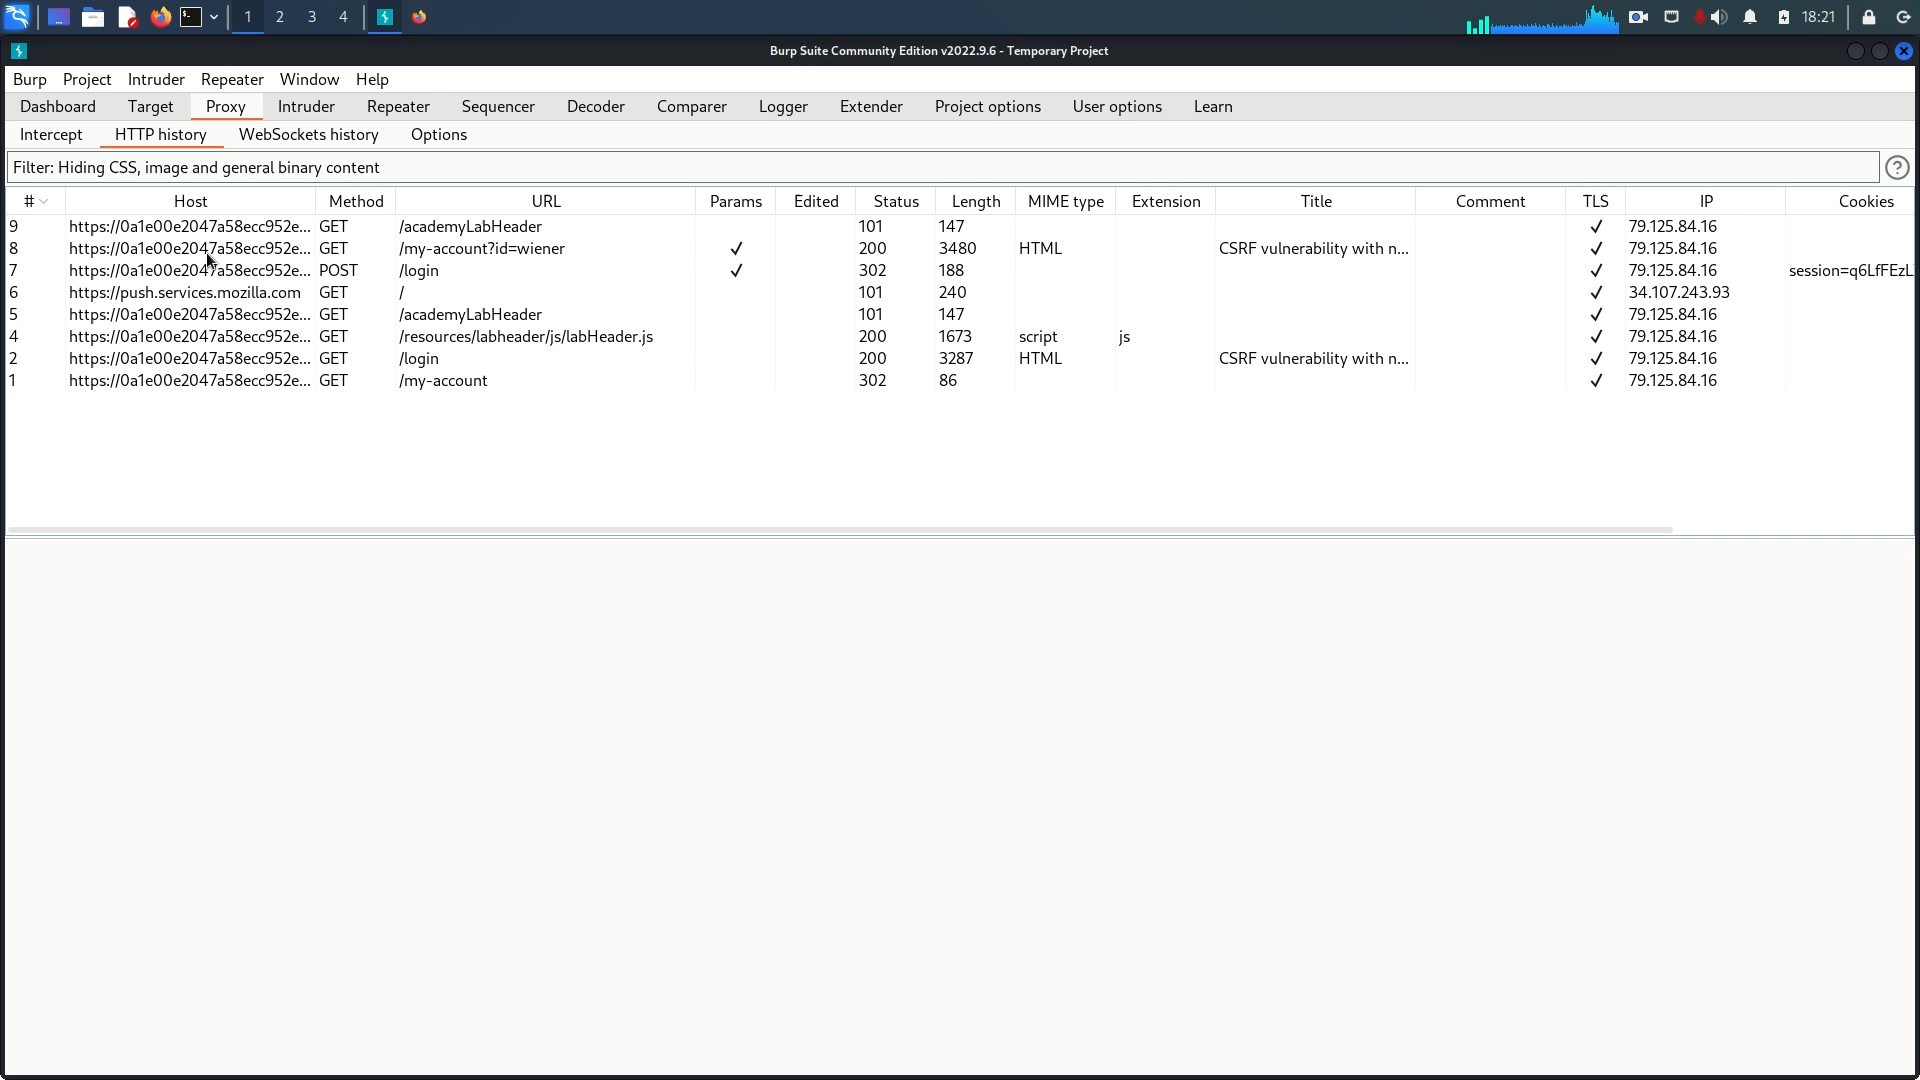 1 2 3 4 18:21
Burp Suite Community Edition v2022.9.6 - Temporary Project
Burp Project Intruder Repeater Window Help
Dashboard Target Proxy Intruder Repeater Sequencer Decoder Comparer Logger Extender Project options User options Learn
Intercept HTTP history WebSockets history Options
Filter: Hiding CSS, image and general binary content ?
# Host Method URL Params Edited Status Length MIME type Extension Title Comment TLS IP Cookies
9 https://0a1e00e2047a58ecc952e... GET /academyLabHeader 101 147 ✓ 79.125.84.16
8 https://0a1e00e2047a58ecc952e... GET /my-account?id=wiener ✓ 200 3480 HTML CSRF vulnerability with n... ✓ 79.125.84.16
7 https://0a1e00e2047a58ecc952e... POST /login ✓ 302 188 ✓ 79.125.84.16 session=q6LfFEzL
6 https://push.services.mozilla.com GET / 101 240 ✓ 34.107.243.93
5 https://0a1e00e2047a58ecc952e... GET /academyLabHeader 101 147 ✓ 79.125.84.16
4 https://0a1e00e2047a58ecc952e... GET /resources/labheader/js/labHeader.js 200 1673 script js ✓ 79.125.84.16
2 https://0a1e00e2047a58ecc952e... GET /login 200 3287 HTML CSRF vulnerability with n... ✓ 79.125.84.16
1 https://0a1e00e2047a58ecc952e... GET /my-account 302 86 ✓ 79.125.84.16